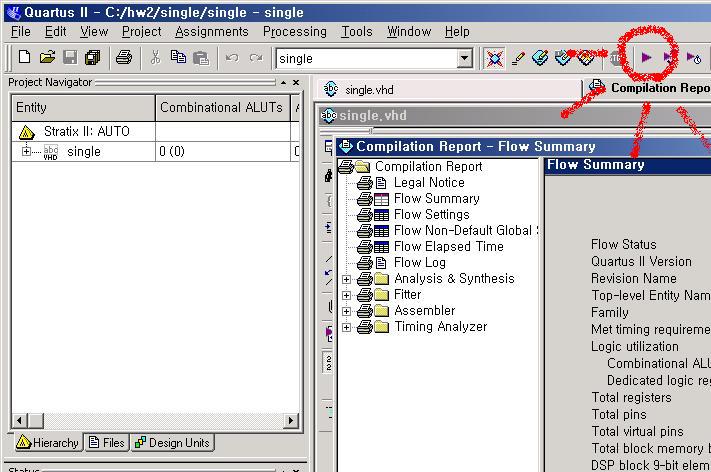 Quartus II - C:/hw2/single/single - single
File Edit View Project Assignments Processing Tools Window Help
single
Project Navigator
single.vhd
Compilation Repo
Entity Combinational ALUTs A
single.vhd
Stratix II: AUTO
single 0 (0) 0
abc
VHD
Compilation Report - Flow Summary
Compilation Report
Flow Summary
Legal Notice
Flow Summary
Flow Settings
Flow Non-Default Global S
Flow Elapsed Time
Flow Log
Analysis & Synthesis
Fitter
Assembler
Timing Analyzer
Flow Status
Quartus II Version
Revision Name
Top-level Entity Nam
Family
Met timing requireme
Logic utilization
Combinational ALU
Dedicated logic reg
Total registers
Total pins
Total virtual pins
Total block memory b
DSP block 9-bit elem
Hierarchy Files Design Units
Status